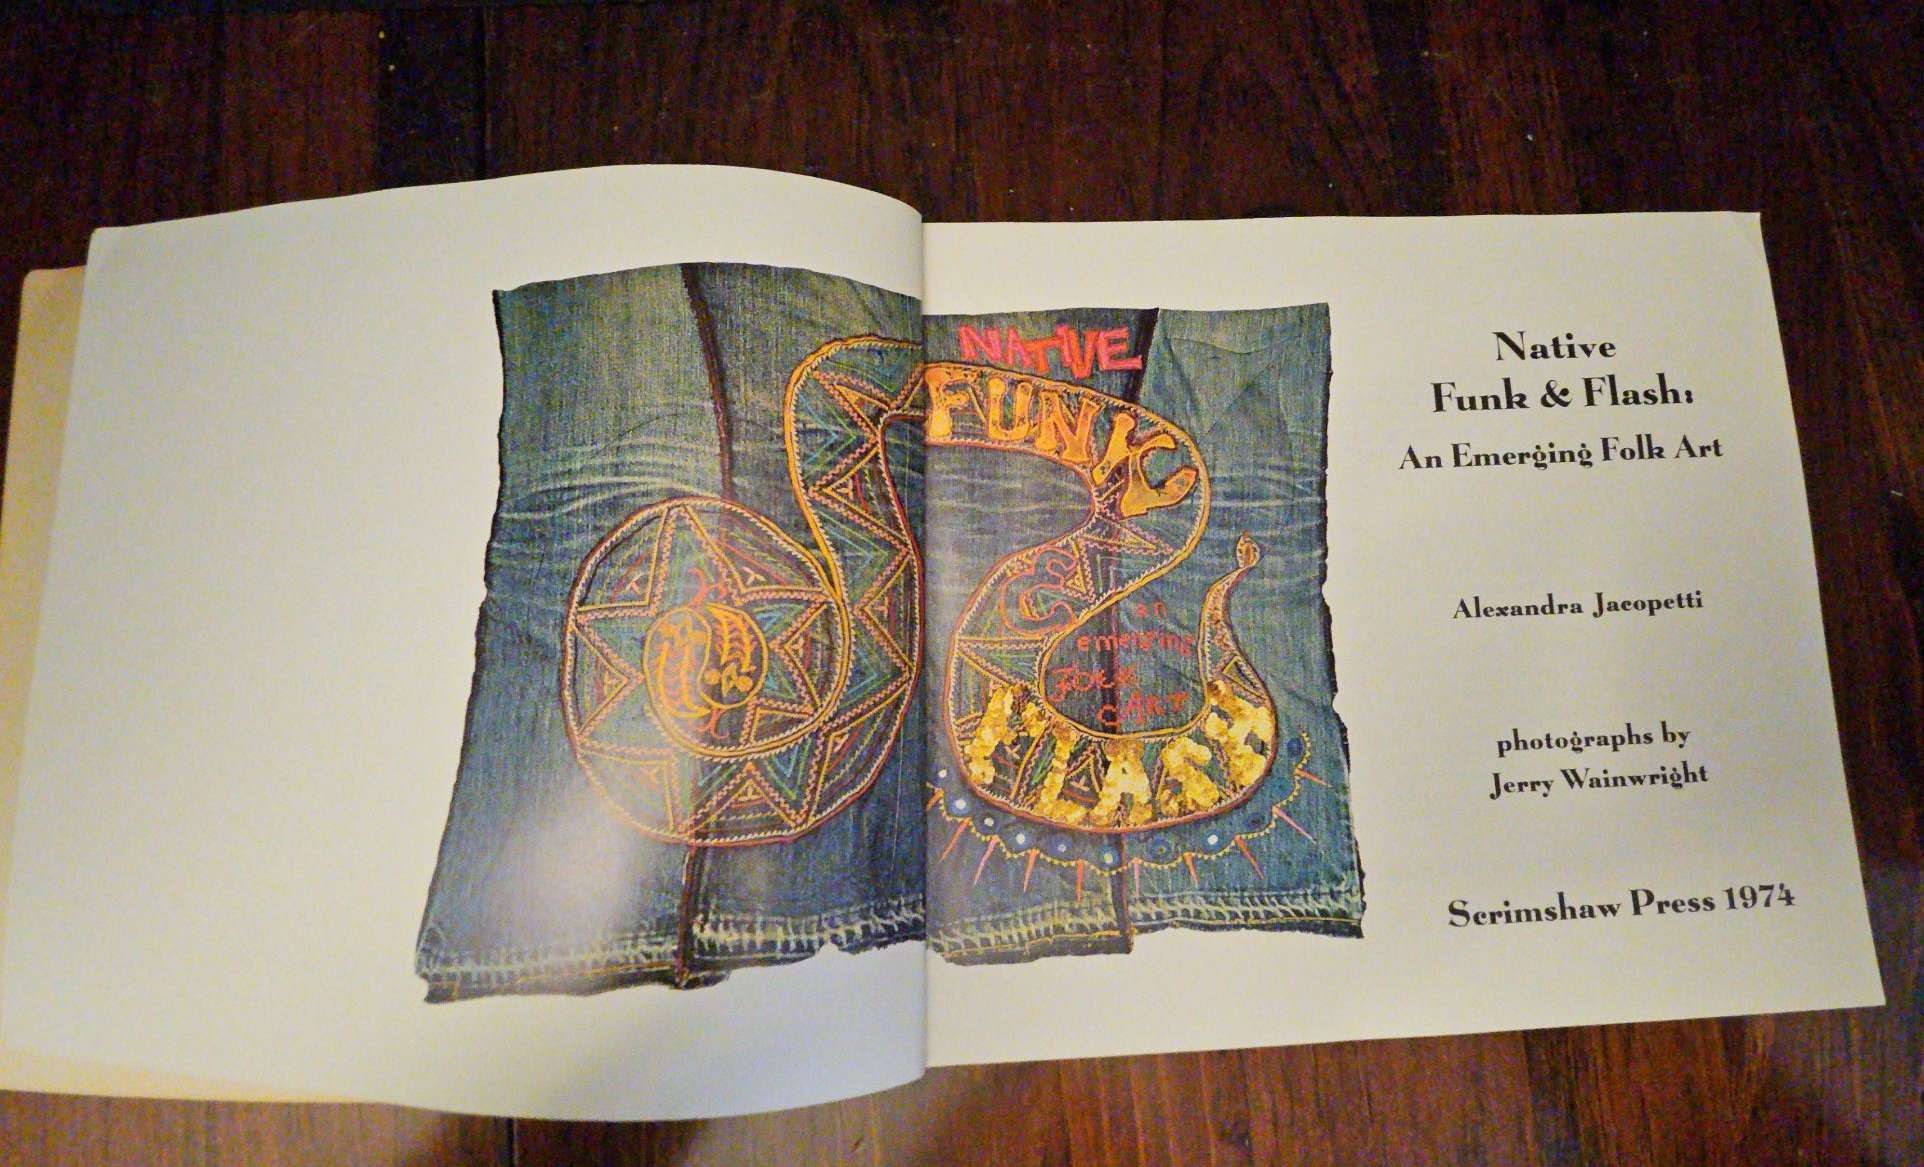 NATIVE
FUNK
&
an
emerging
FOLK
ART
FLASH
Native
Funk & Flash:
An Emerging Folk Art
Alexandra Jacopetti
photographs by
Jerry Wainwright
Scrimshaw Press 1974